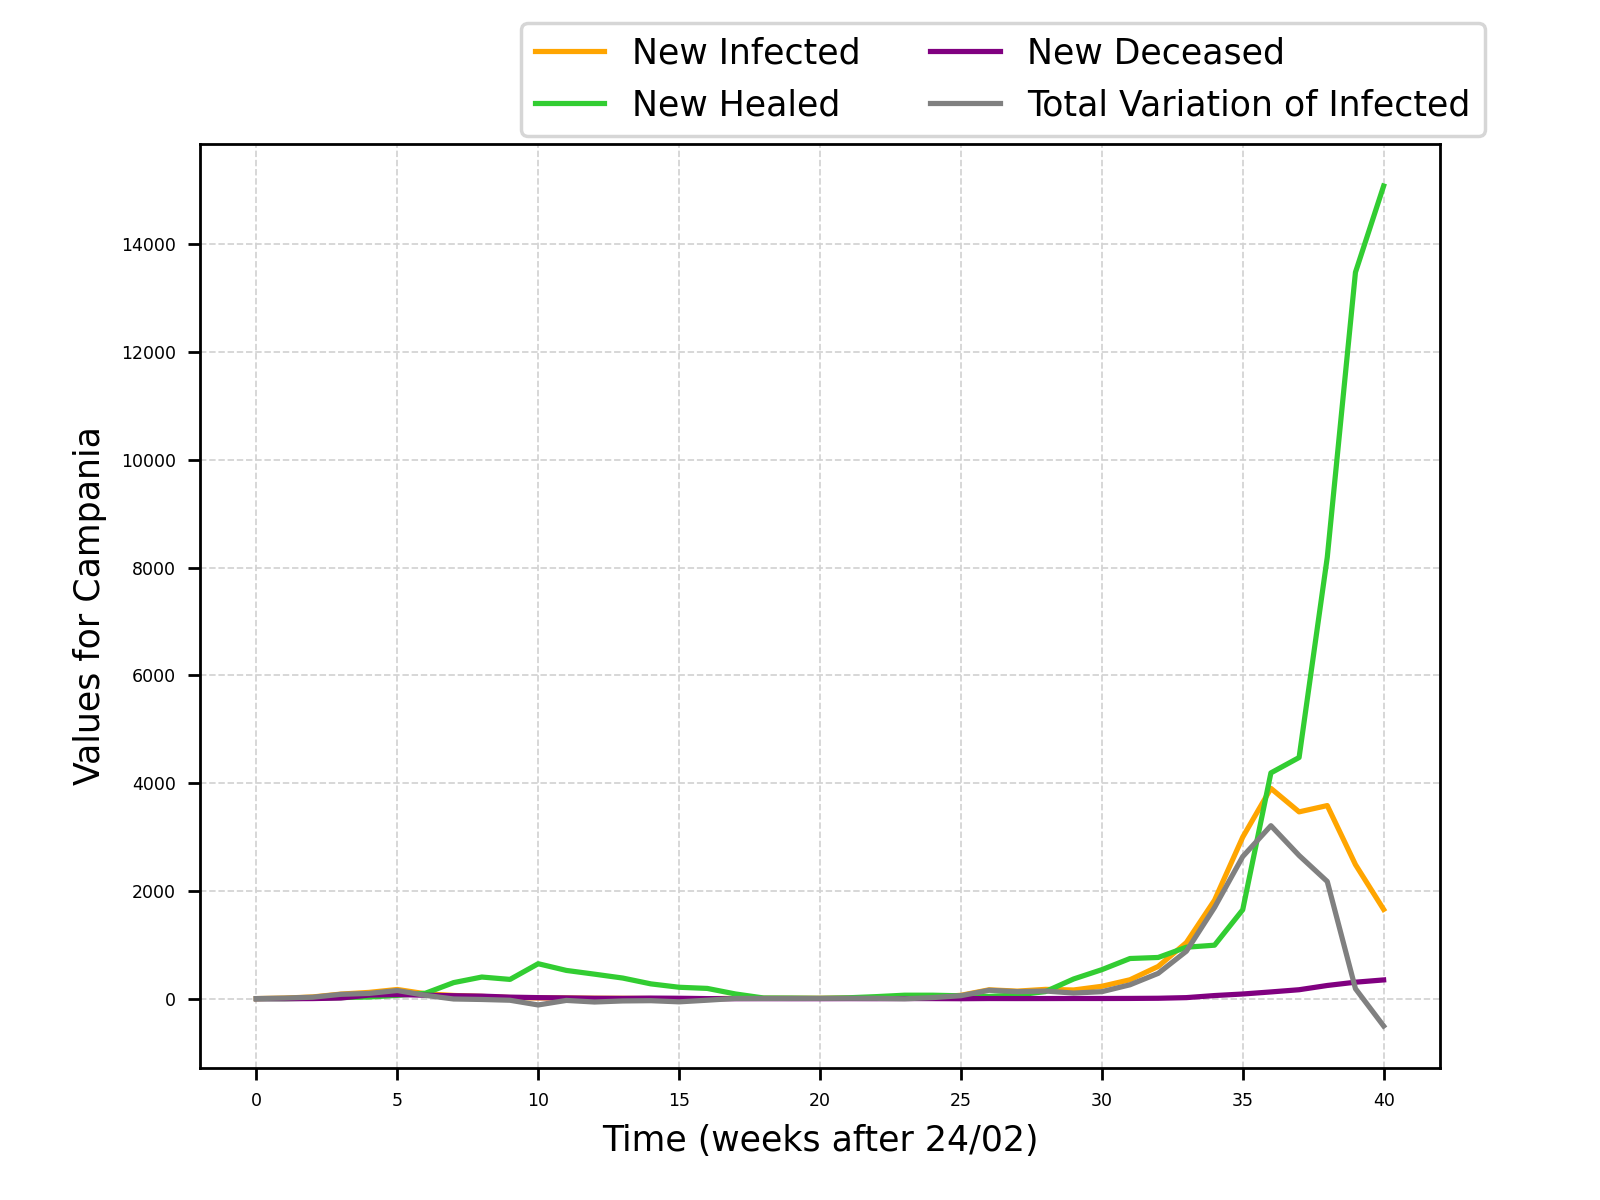 New Infected
New Healed
New Deceased
Total Variation of Infected
Values for Campania
14000
12000
10000
8000
6000
4000
2000
0
0 5 10 15 20 25 30 35 40
Time (weeks after 24/02)